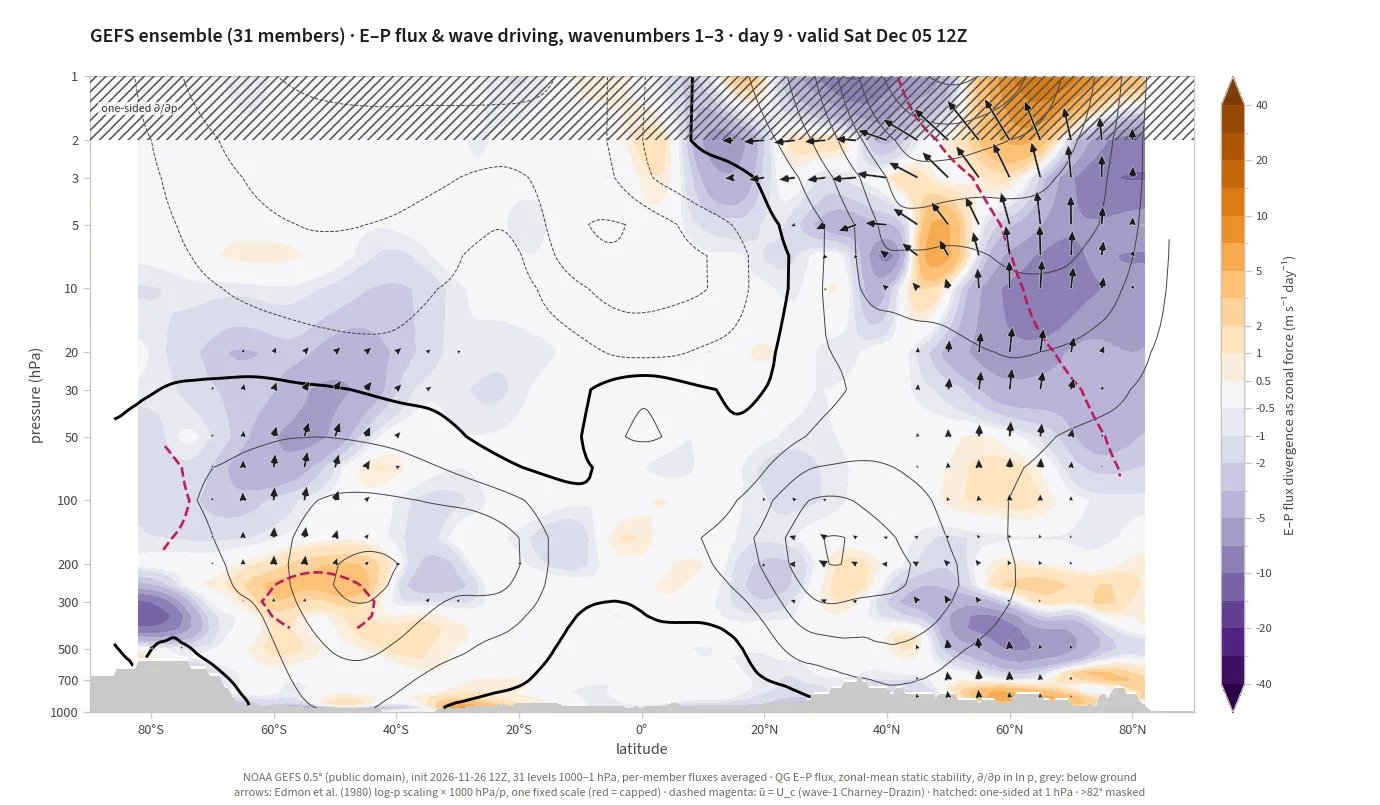 GEFS ensemble (31 members) · E–P flux & wave driving, wavenumbers 1–3 · day 9 · valid Sat Dec 05 12Z
one-sided ∂/∂p
1
2
3
5
10
20
30
50
100
200
300
500
700
1000
pressure (hPa)
80°S
60°S
40°S
20°S
0°
20°N
40°N
60°N
80°N
latitude
40
20
10
5
2
1
0.5
-0.5
-1
-2
-5
-10
-20
-40
E–P flux divergence as zonal force (m s⁻¹ day⁻¹)
NOAA GEFS 0.5° (public domain), init 2026-11-26 12Z, 31 levels 1000–1 hPa, per-member fluxes averaged · QG E–P flux, zonal-mean static stability, ∂/∂p in ln p, grey: below ground
arrows: Edmon et al. (1980) log-p scaling × 1000 hPa/p, one fixed scale (red = capped) · dashed magenta: ū = U_c (wave-1 Charney–Drazin) · hatched: one-sided at 1 hPa · >82° masked